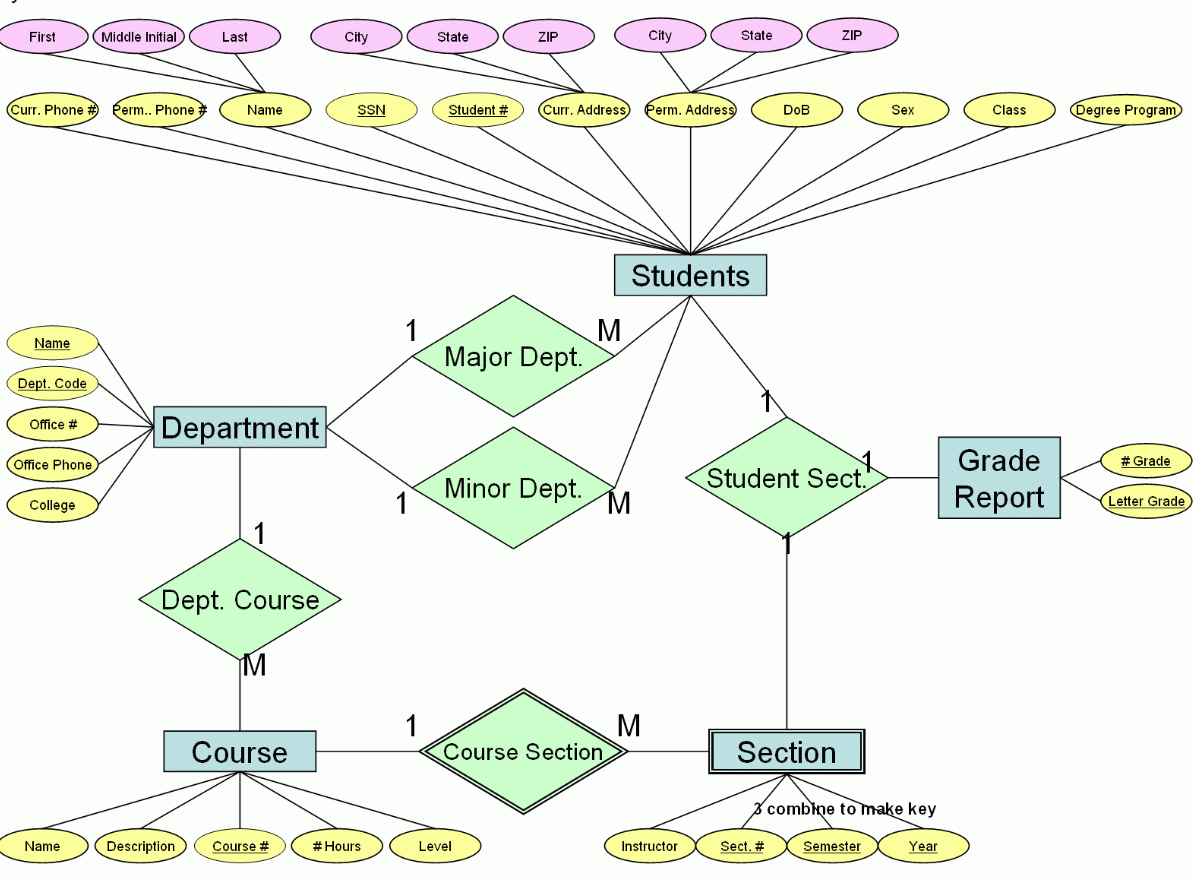 First
Middle Initial
Last
City
State
ZIP
City
State
ZIP
Curr. Phone #
Perm.. Phone #
Name
SSN
Student #
Curr. Address
Perm. Address
DoB
Sex
Class
Degree Program
Students
1
M
Major Dept.
Name
Dept. Code
Office #
Office Phone
College
Department
1
Minor Dept.
M
1
1
Student Sect.
1
Grade
Report
# Grade
Letter Grade
1
Dept. Course
M
Course
1
Course Section
M
Section
3 combine to make key
Name
Description
Course #
# Hours
Level
Instructor
Sect. #
Semester
Year